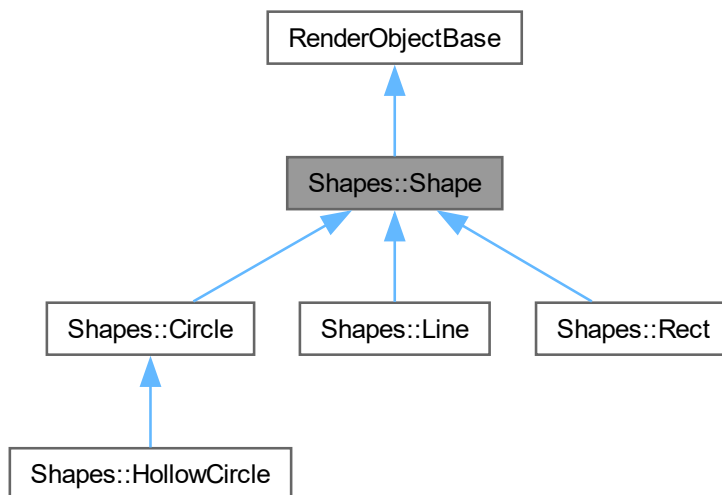 RenderObjectBase
Shapes::Shape
Shapes::Circle
Shapes::Line
Shapes::Rect
Shapes::HollowCircle